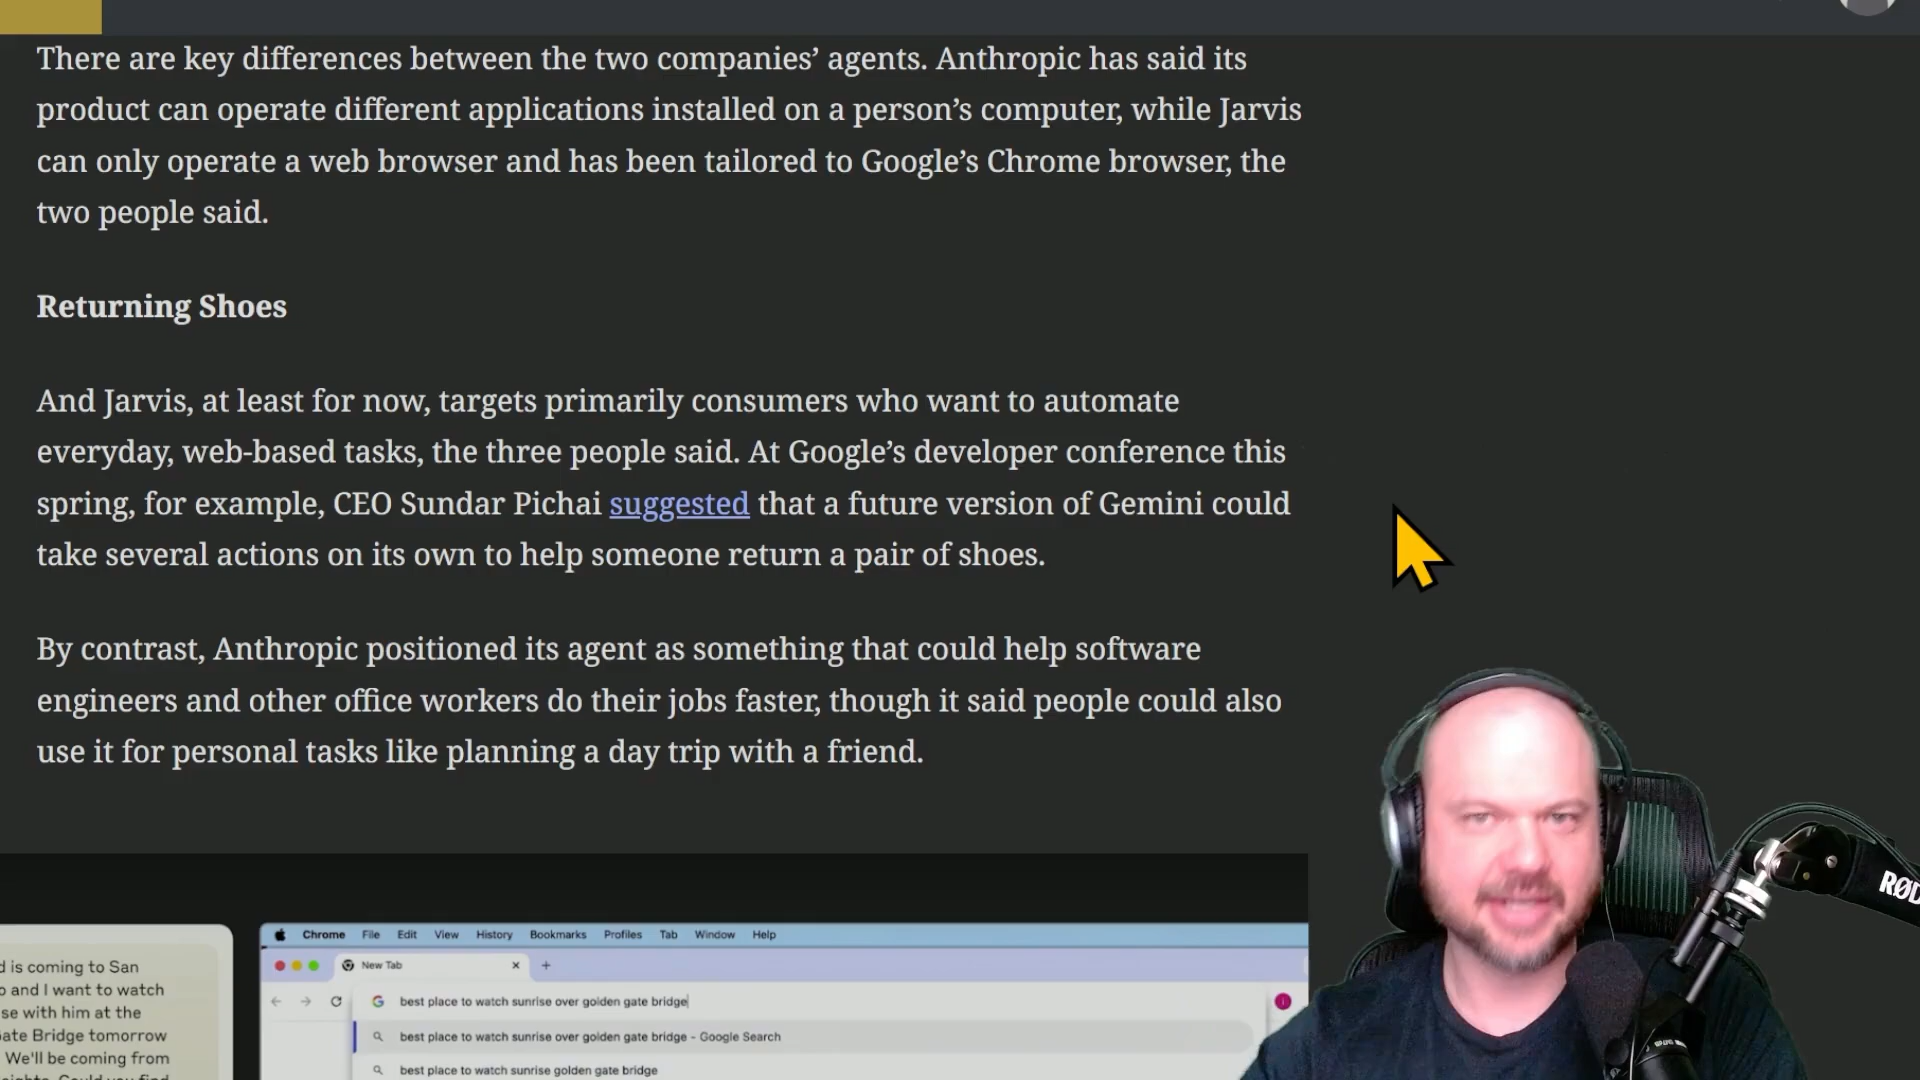 There are key differences between the two companies’ agents. Anthropic has said its
product can operate different applications installed on a person’s computer, while Jarvis
can only operate a web browser and has been tailored to Google’s Chrome browser, the
two people said.
Returning Shoes
And Jarvis, at least for now, targets primarily consumers who want to automate
everyday, web-based tasks, the three people said. At Google’s developer conference this
spring, for example, CEO Sundar Pichai suggested that a future version of Gemini could
take several actions on its own to help someone return a pair of shoes.
By contrast, Anthropic positioned its agent as something that could help software
engineers and other office workers do their jobs faster, though it said people could also
use it for personal tasks like planning a day trip with a friend.
is coming to San
and I want to watch
with him at the
Bridge tomorrow
We'll be coming from
Chrome File Edit View History Bookmarks Profiles Tab Window Help
New Tab
best place to watch sunrise over golden gate bridge
best place to watch sunrise over golden gate bridge - Google Search
best place to watch sunrise golden gate bridge
RØD